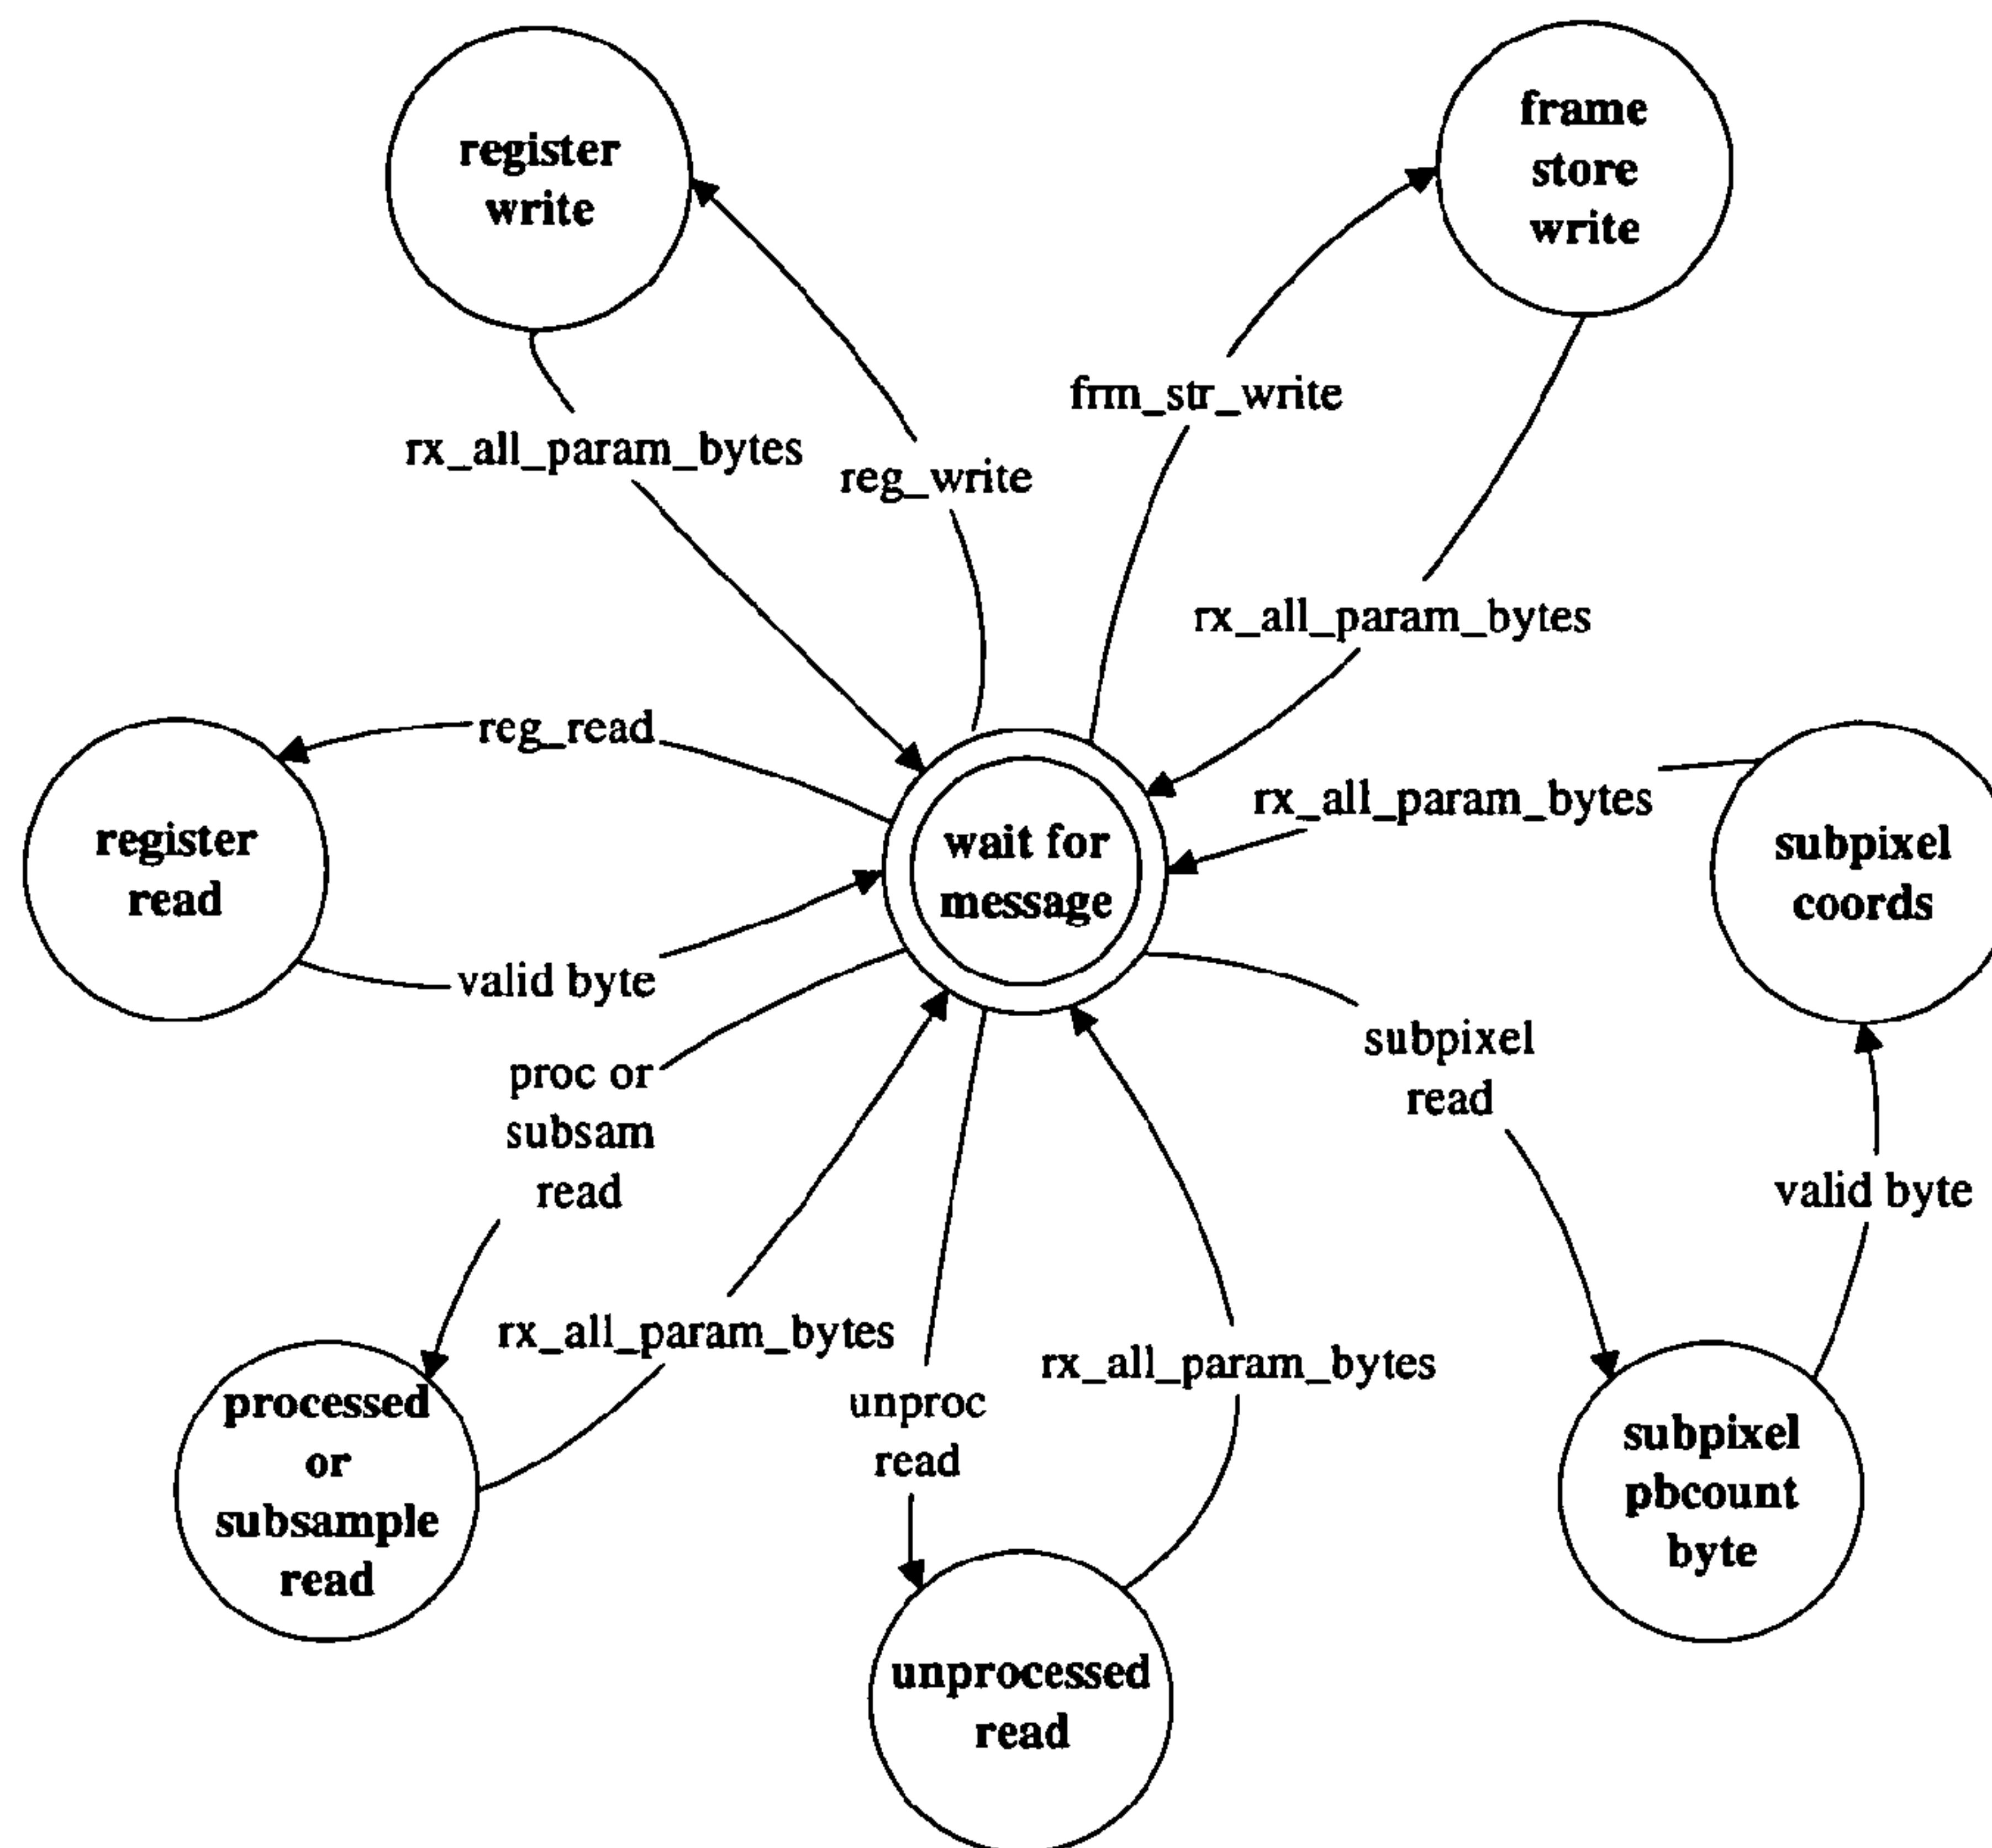 register
write
frame
store
write
frm_str_write
rx_all_param_bytes
reg_write
rx_all_param_bytes
reg_read
rx_all_param_bytes
register
read
wait for
message
subpixel
coords
valid byte
proc or
subsam
read
subpixel
read
valid byte
rx_all_param_bytes
rx_all_param_bytes
unproc
read
processed
or
subsample
read
subpixel
pbcount
byte
unprocessed
read